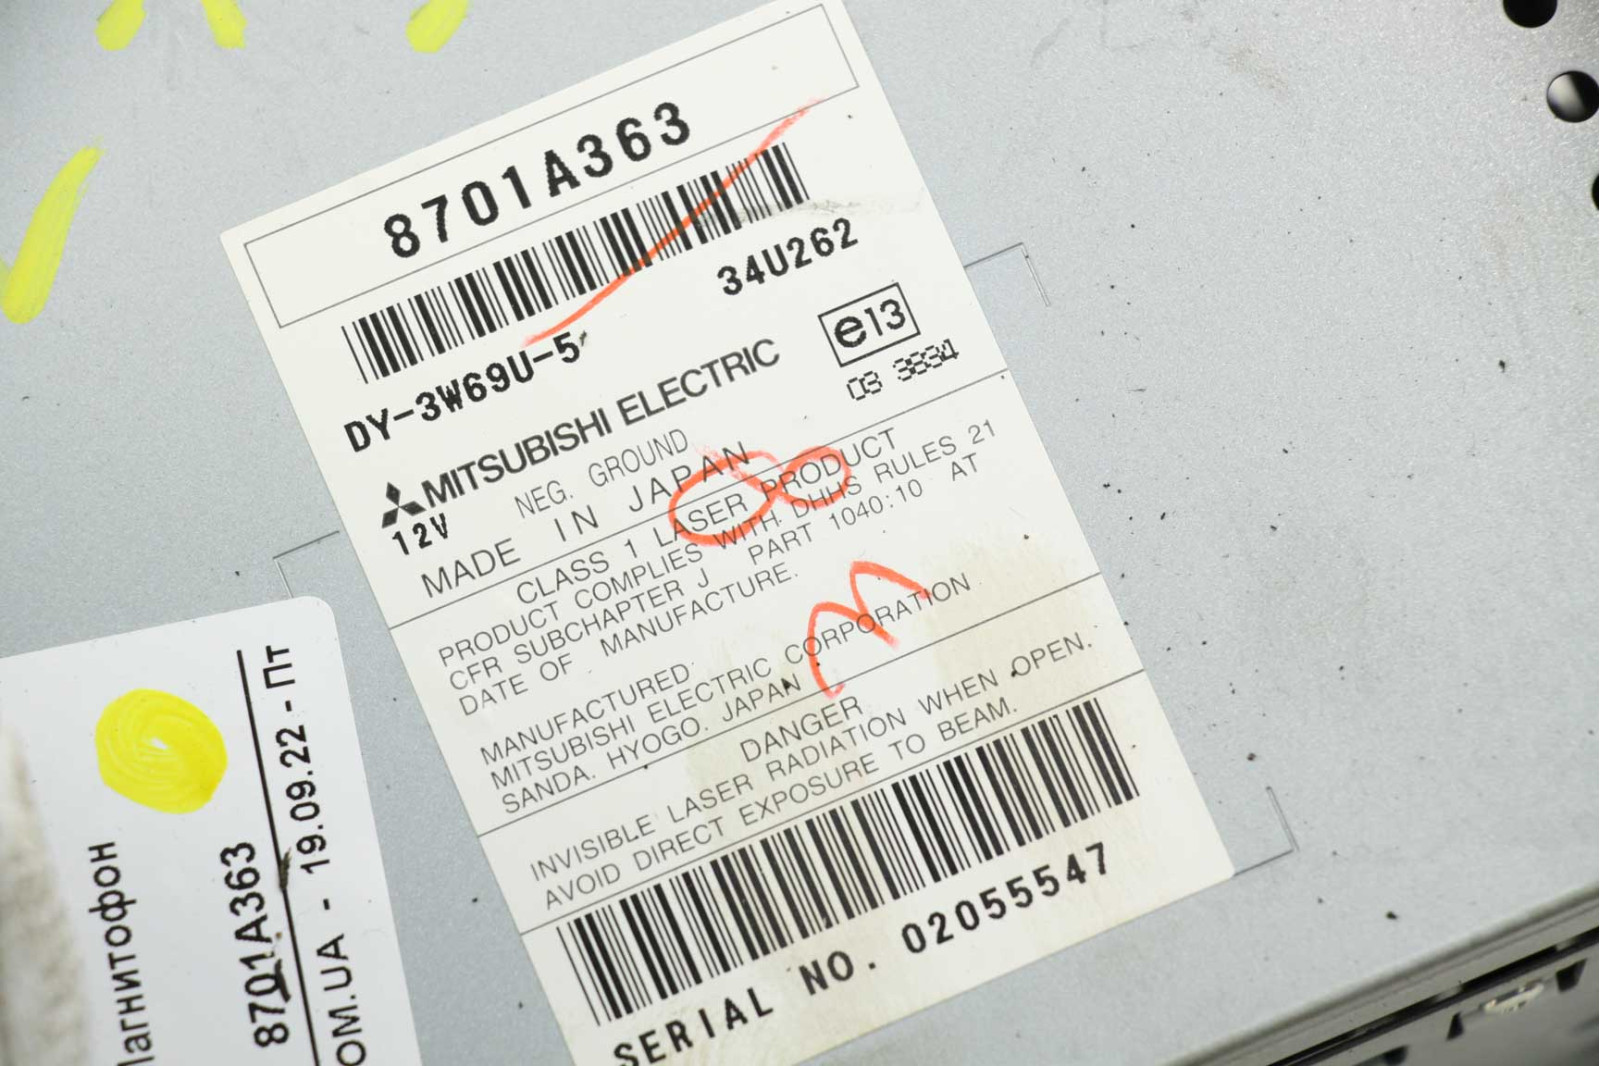 8701A363
34U262
DY-3W69U-5
MITSUBISHI ELECTRIC
e13
03 3834
12V NEG. GROUND
MADE IN JAPAN
CLASS 1 LASER PRODUCT
PRODUCT COMPLIES WITH DHHS RULES 21
CFR SUBCHAPTER J PART 1040:10 AT
DATE OF MANUFACTURE.
MANUFACTURED:
MITSUBISHI ELECTRIC CORPORATION
SANDA. HYOGO. JAPAN
DANGER
INVISIBLE LASER RADIATION WHEN OPEN.
AVOID DIRECT EXPOSURE TO BEAM.
SERIAL NO. 02055547
Магнитофон
8701A363
OM.UA - 19.09.22 - Пт